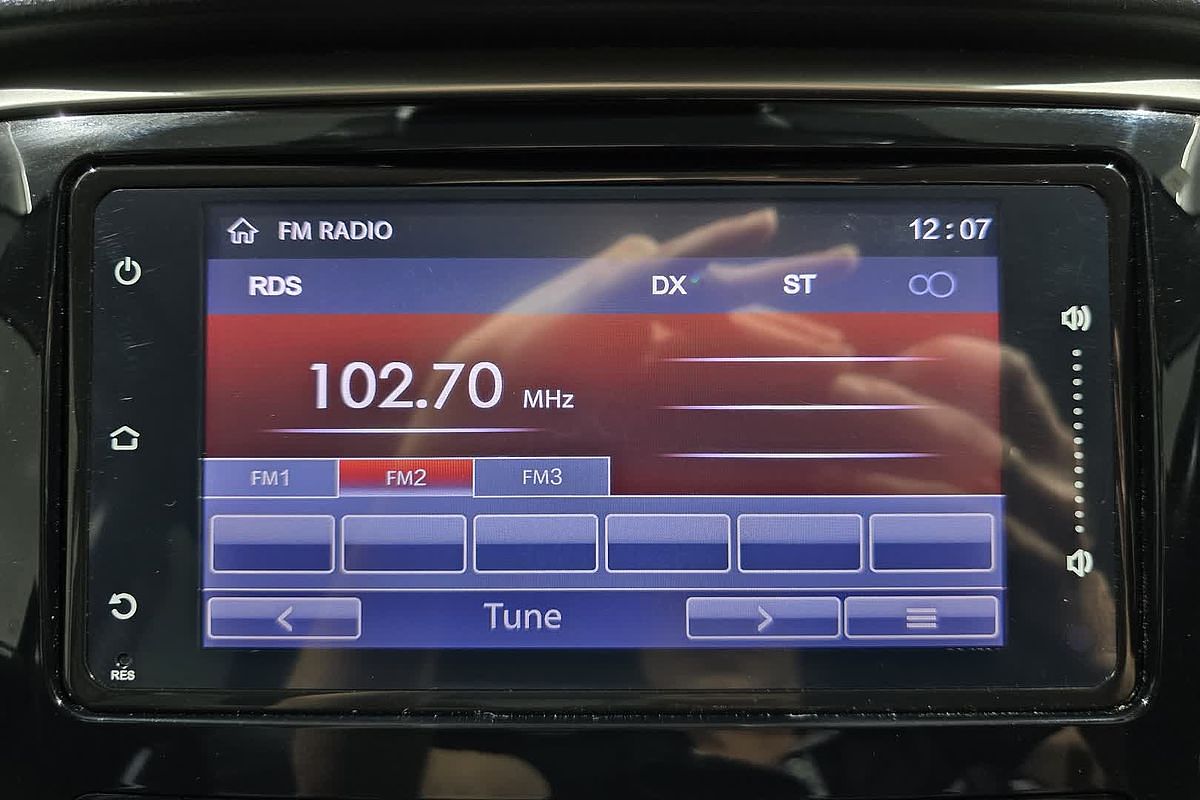 FM RADIO 12:07
RDS DX ST
102.70 MHz
FM1 FM2 FM3
< Tune >
RES